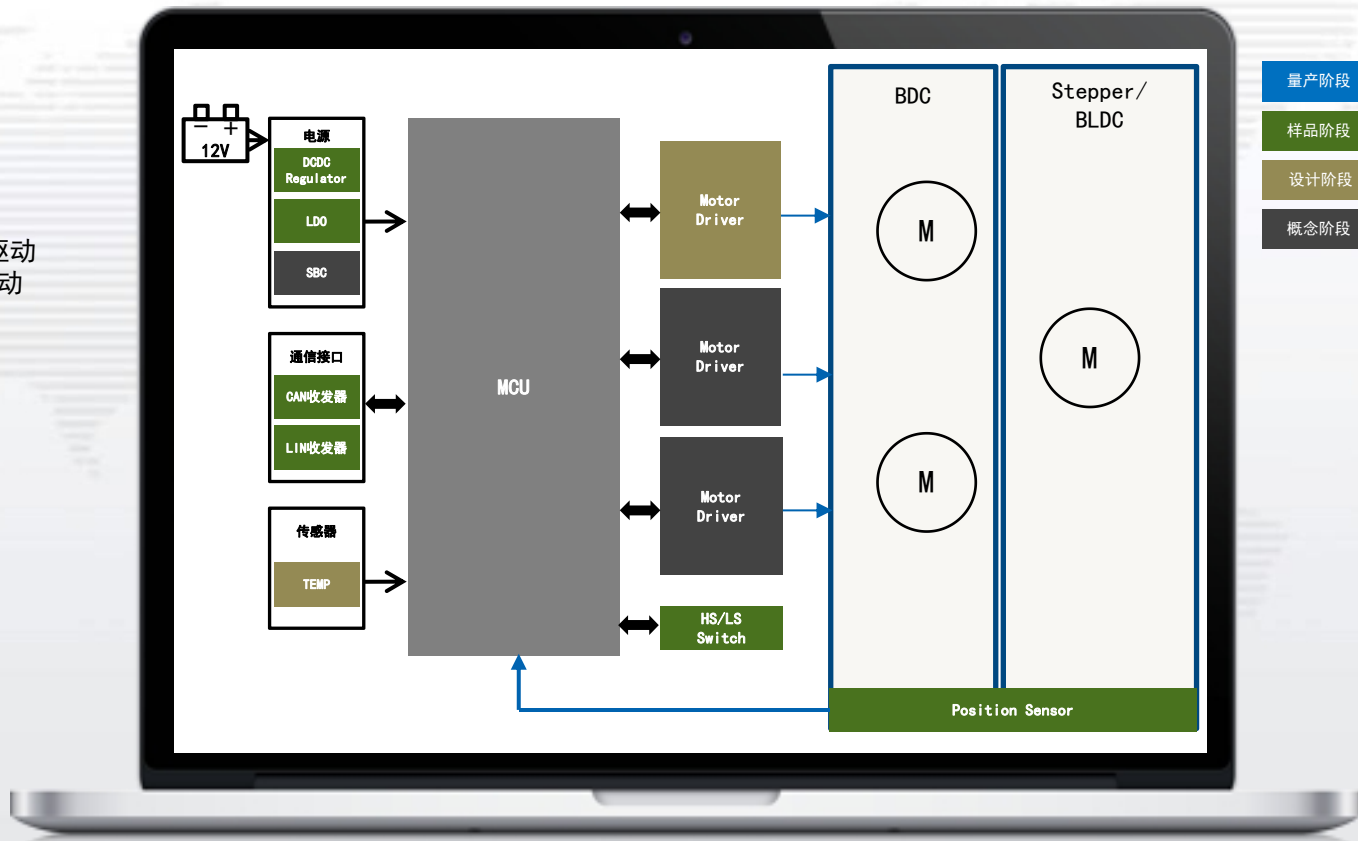 驱动
动
12V
电源
DCDC
Regulator
LDO
SBC
通信接口
CAN收发器
LIN收发器
传感器
TEMP
MCU
Motor
Driver
Motor
Driver
Motor
Driver
HS/LS
Switch
BDC
M
M
Stepper/
BLDC
M
Position Sensor
量产阶段
样品阶段
设计阶段
概念阶段